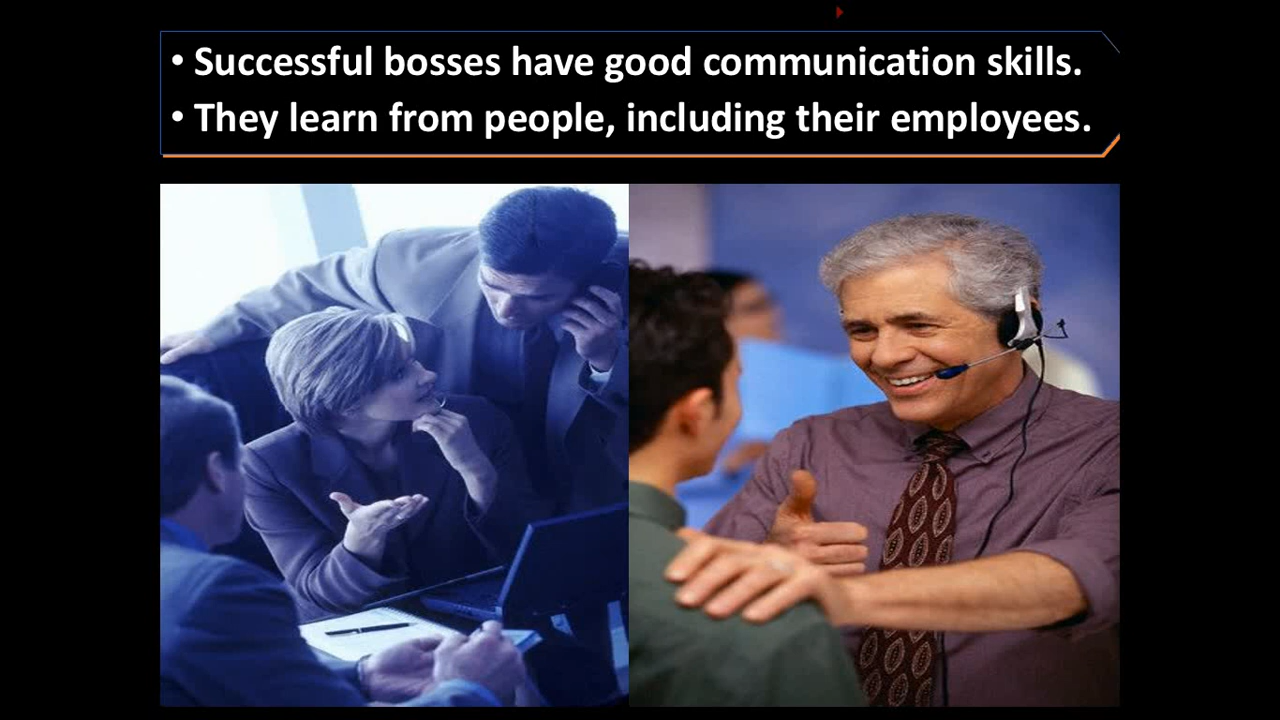 • Successful bosses have good communication skills.
• They learn from people, including their employees.